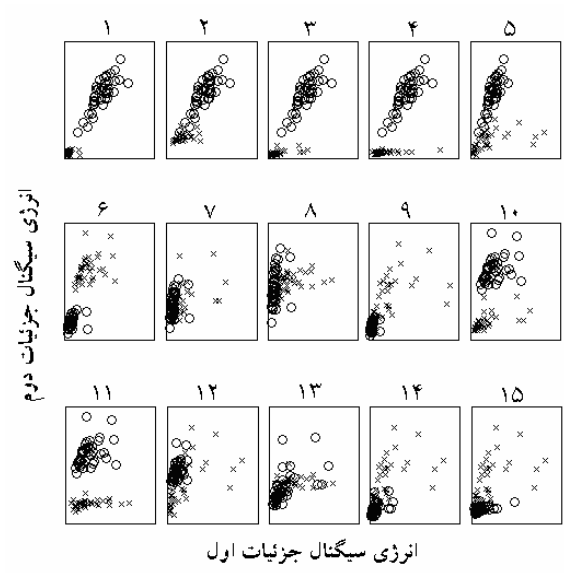 ۱ ۲ ۳ ۴ ۵
۶ ۷ ۸ ۹ ۱۰
۱۱ ۱۲ ۱۳ ۱۴ ۱۵
انرژی سیگنال جزئیات دوم
انرژی سیگنال جزئیات اول